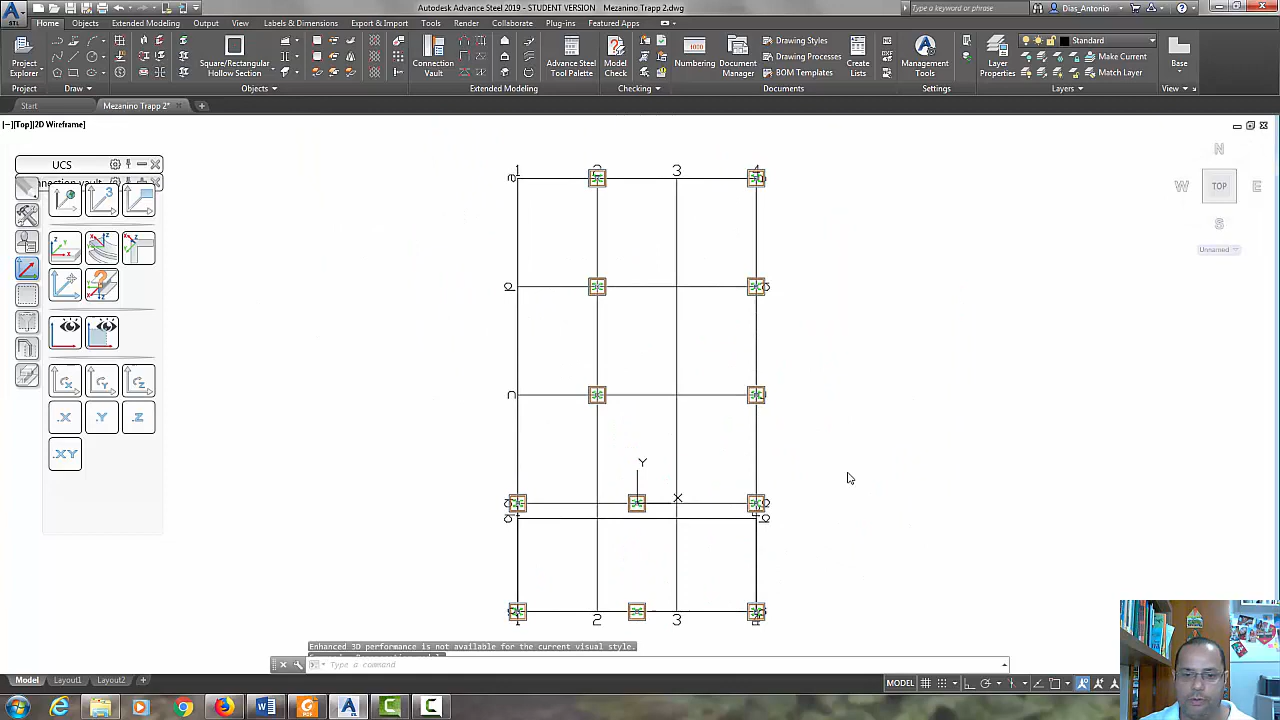 Autodesk Advance Steel 2019 - STUDENT VERSION Mezanino Trapp 2.dwg
Type a keyword or phrase
Dias_Antonio
STL
Home Objects Extended Modeling Output View Labels & Dimensions Export & Import Tools Render Collaborate Plug-ins Featured Apps
Project Explorer
Square/Rectangular Hollow Section
Connection Vault
Advance Steel Tool Palette
Model Check
Numbering
Document Manager
Drawing Styles
Drawing Processes
BOM Templates
Create Lists
Management Tools
Layer Properties
Standard
Make Current
Match Layer
Base
Project Draw Objects Extended Modeling Checking Documents Settings Layers View
Start Mezanino Trapp 2*
[−][Top][2D Wireframe]
UCS
N
W TOP E
S
Unnamed
1 2 3 4
Y
X
1 2 3
.X .Y .Z
.XY
Enhanced 3D performance is not available for the current visual style.
Type a command
Model Layout1 Layout2
MODEL